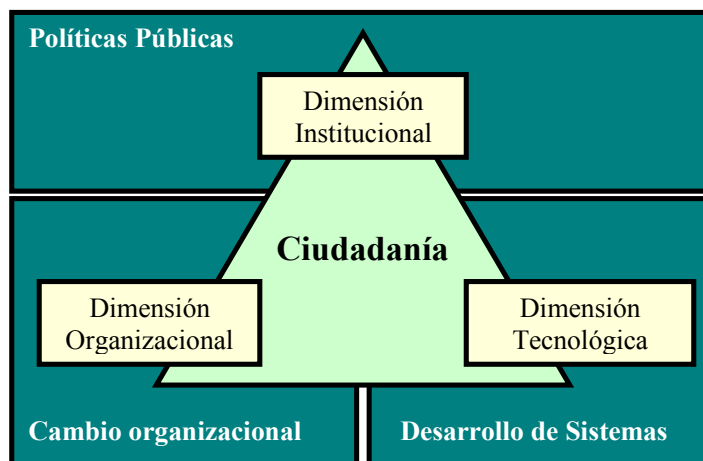 Políticas Públicas
Dimensión
Institucional
Ciudadanía
Dimensión
Organizacional
Dimensión
Tecnológica
Cambio organizacional
Desarrollo de Sistemas